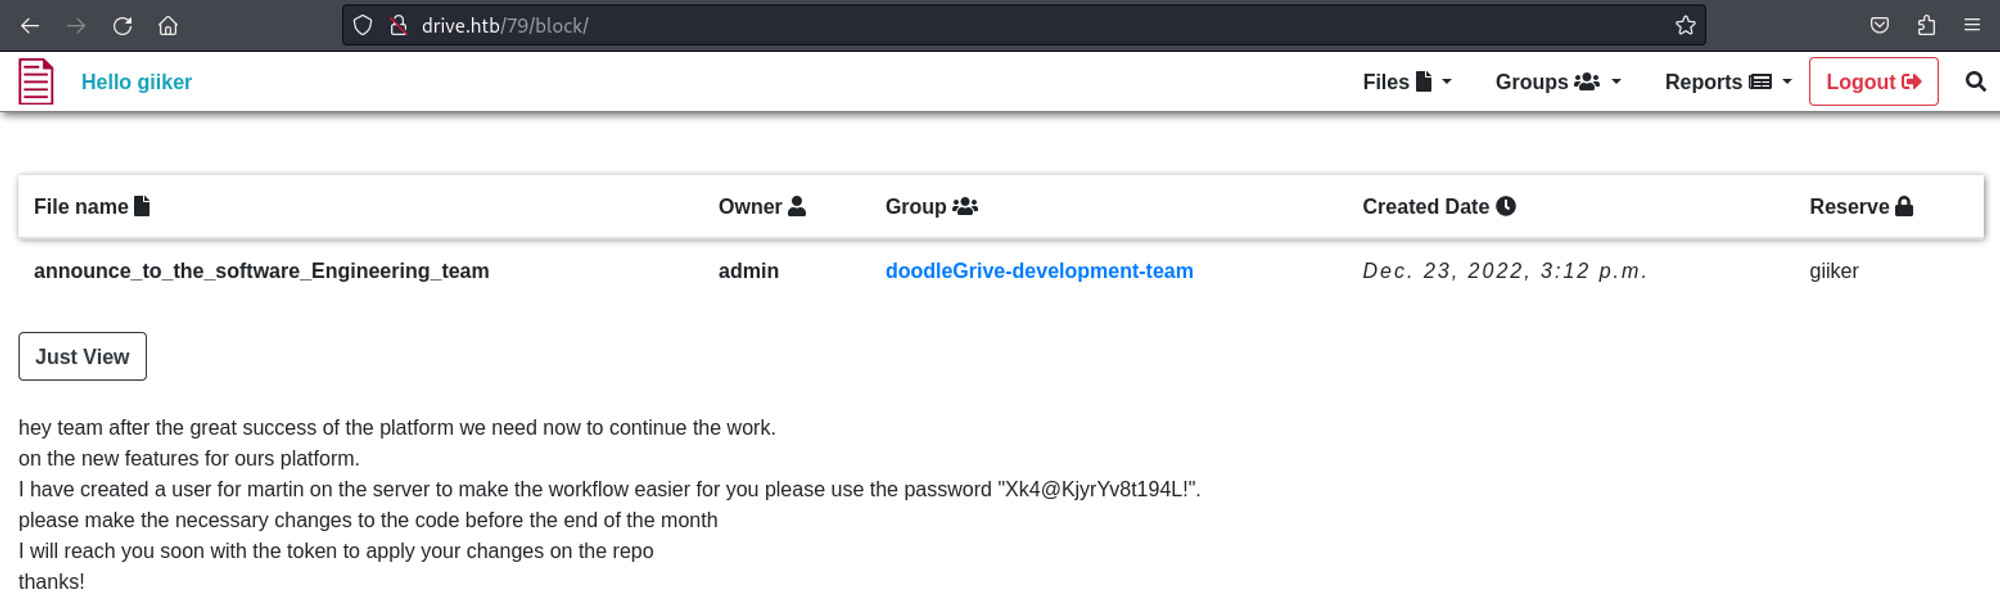 drive.htb/79/block/
Hello giiker Files Groups Reports Logout
File name Owner Group Created Date Reserve
announce_to_the_software_Engineering_team admin doodleGrive-development-team Dec. 23, 2022, 3:12 p.m. giiker
Just View
hey team after the great success of the platform we need now to continue the work.
on the new features for ours platform.
I have created a user for martin on the server to make the workflow easier for you please use the password "Xk4@KjyrYv8t194L!".
please make the necessary changes to the code before the end of the month
I will reach you soon with the token to apply your changes on the repo
thanks!